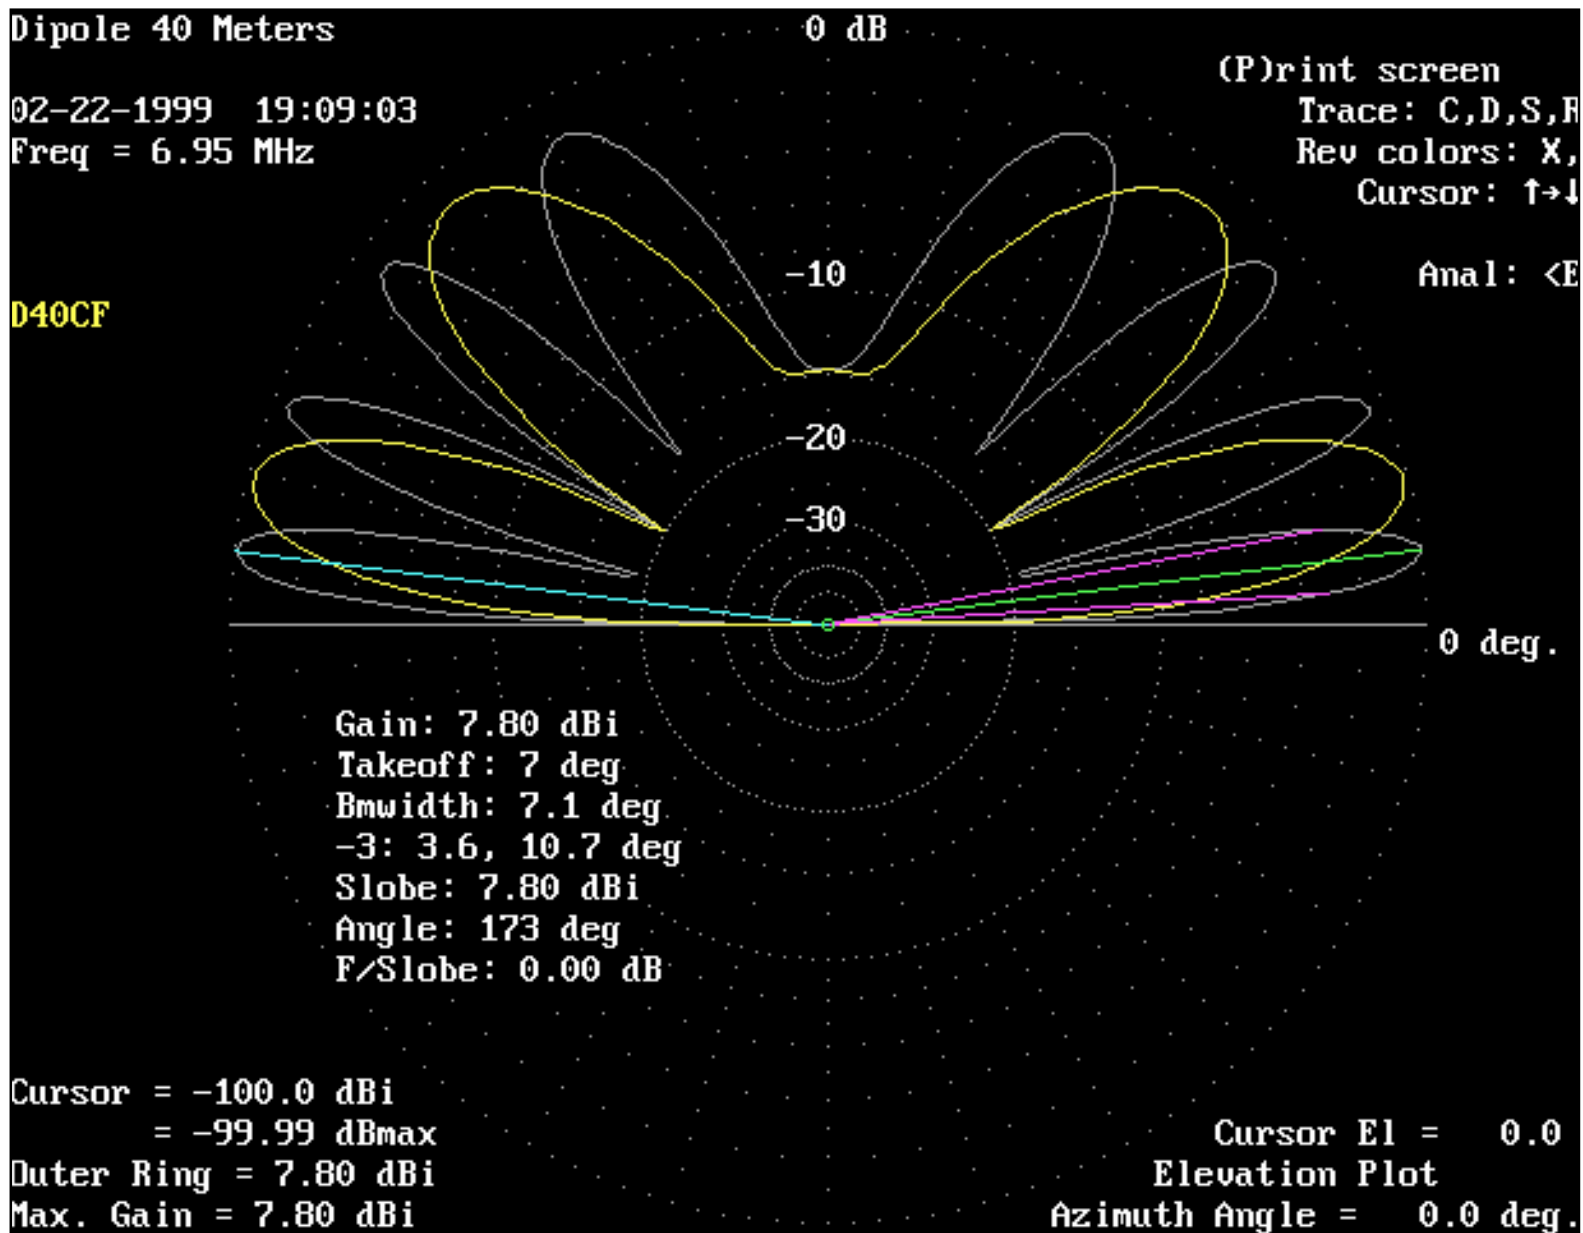 Dipole 40 Meters
0 dB
(P)rint screen
02-22-1999 19:09:03
Trace: C,D,S,R
Freq = 6.95 MHz
Rev colors: X,
Cursor: ↑→↓
-10
Anal: <E
D40CF
-20
-30
0 deg.
Gain: 7.80 dBi
Takeoff: 7 deg
Bmwidth: 7.1 deg
-3: 3.6, 10.7 deg
Slobe: 7.80 dBi
Angle: 173 deg
F/Slobe: 0.00 dB
Cursor = -100.0 dBi
= -99.99 dBmax
Cursor El = 0.0
Outer Ring = 7.80 dBi
Elevation Plot
Max. Gain = 7.80 dBi
Azimuth Angle = 0.0 deg.